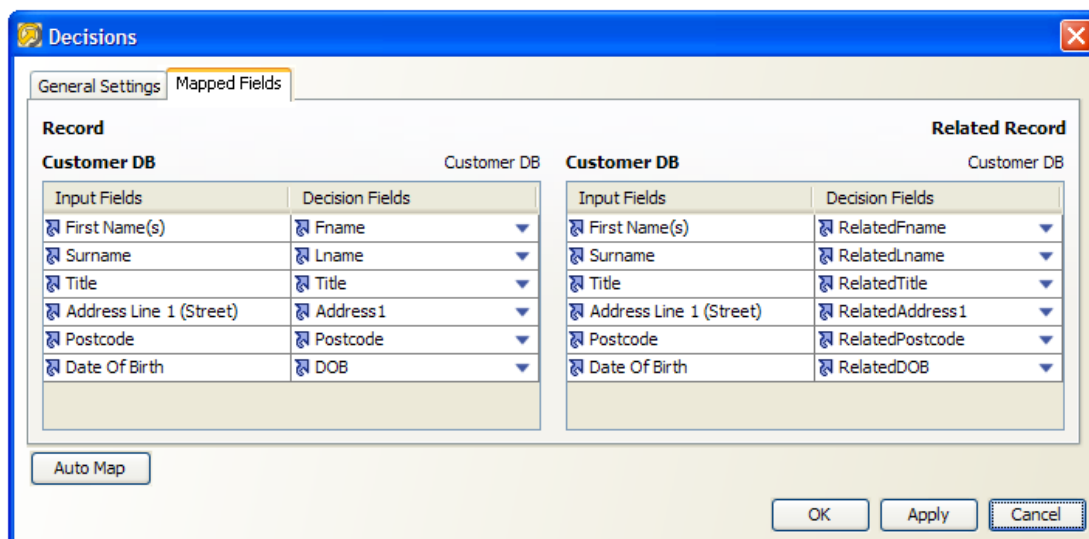 Decisions
General Settings Mapped Fields
Record Related Record
Customer DB Customer DB Customer DB Customer DB
Input Fields Decision Fields Input Fields Decision Fields
First Name(s) Fname First Name(s) RelatedFname
Surname Lname Surname RelatedLname
Title Title Title RelatedTitle
Address Line 1 (Street) Address1 Address Line 1 (Street) RelatedAddress1
Postcode Postcode Postcode RelatedPostcode
Date Of Birth DOB Date Of Birth RelatedDOB
Auto Map
OK Apply Cancel